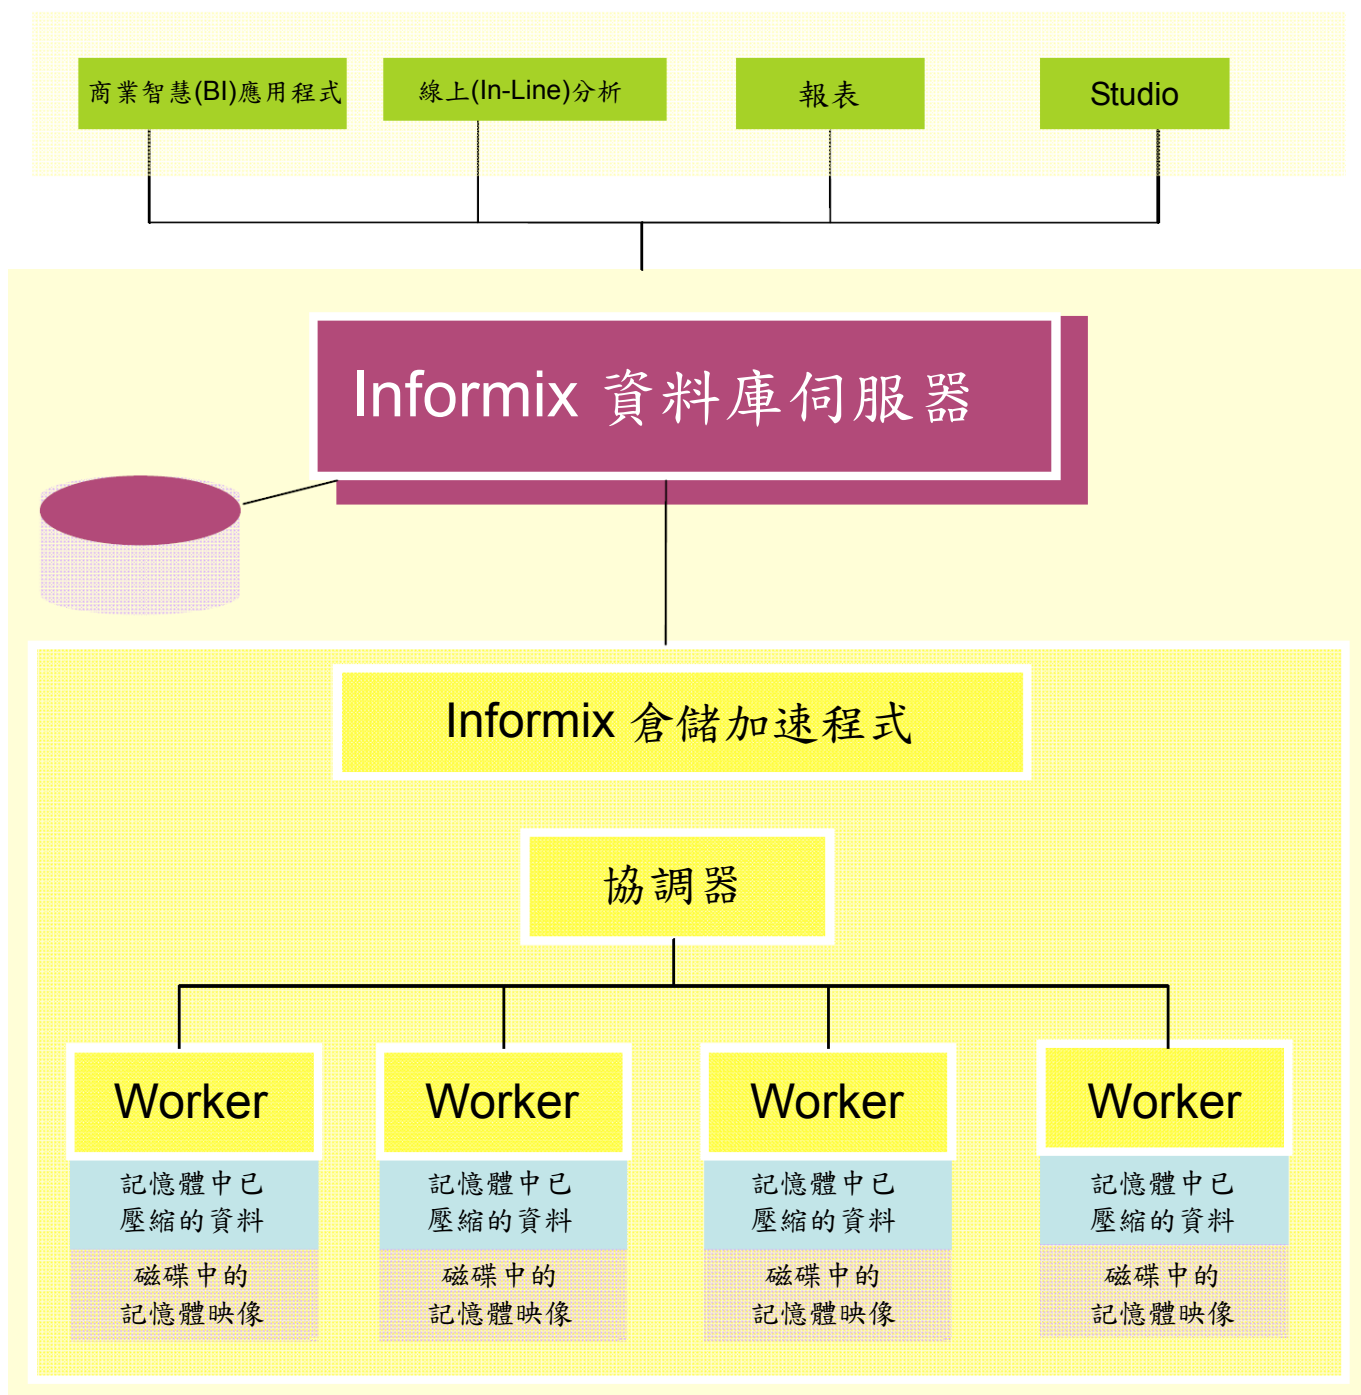 商業智慧(BI)應用程式
線上(In-Line)分析
報表
Studio
Informix 資料庫伺服器
Informix 倉儲加速程式
協調器
Worker
Worker
Worker
Worker
記憶體中已
壓縮的資料
記憶體中已
壓縮的資料
記憶體中已
壓縮的資料
記憶體中已
壓縮的資料
磁碟中的
記憶體映像
磁碟中的
記憶體映像
磁碟中的
記憶體映像
磁碟中的
記憶體映像